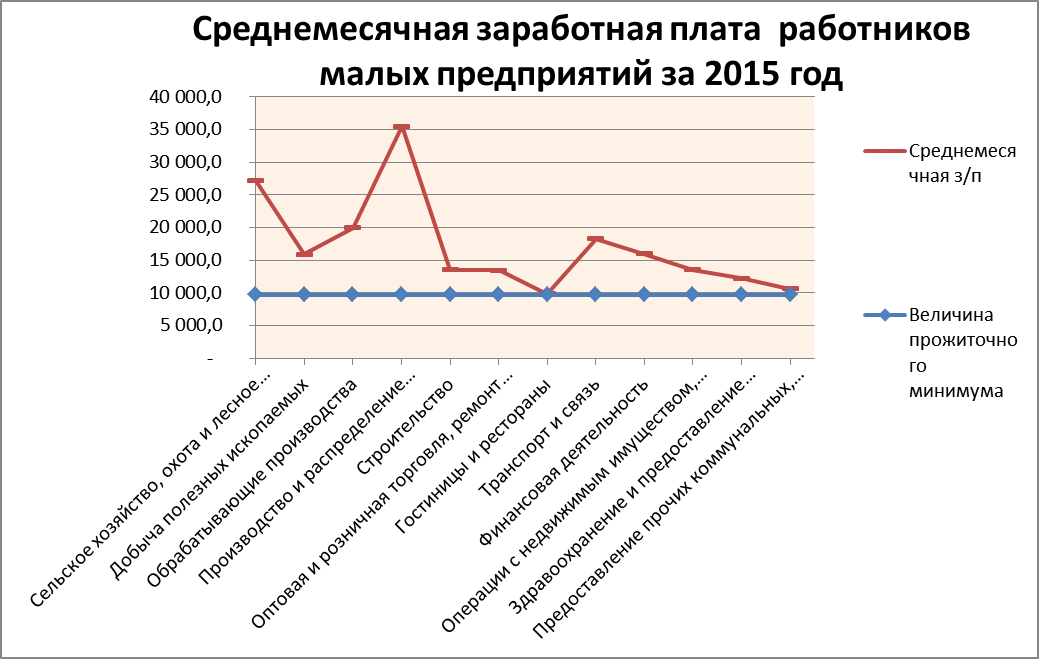 Среднемесячная заработная плата  работников
малых предприятий за 2015 год
40 000,0
35 000,0
30 000,0
25 000,0
20 000,0
15 000,0
10 000,0
5 000,0
-
Среднемеся
чная з/п
Величина
прожиточно
го
минимума
Сельское хозяйство, охота и лесное…
Добыча полезных ископаемых
Обрабатывающие производства
Производство и распределение…
Строительство
Оптовая и розничная торговля, ремонт…
Гостиницы и рестораны
Транспорт и связь
Финансовая деятельность
Операции с недвижимым имуществом,…
Здравоохранение и предоставление…
Предоставление прочих коммунальных,…